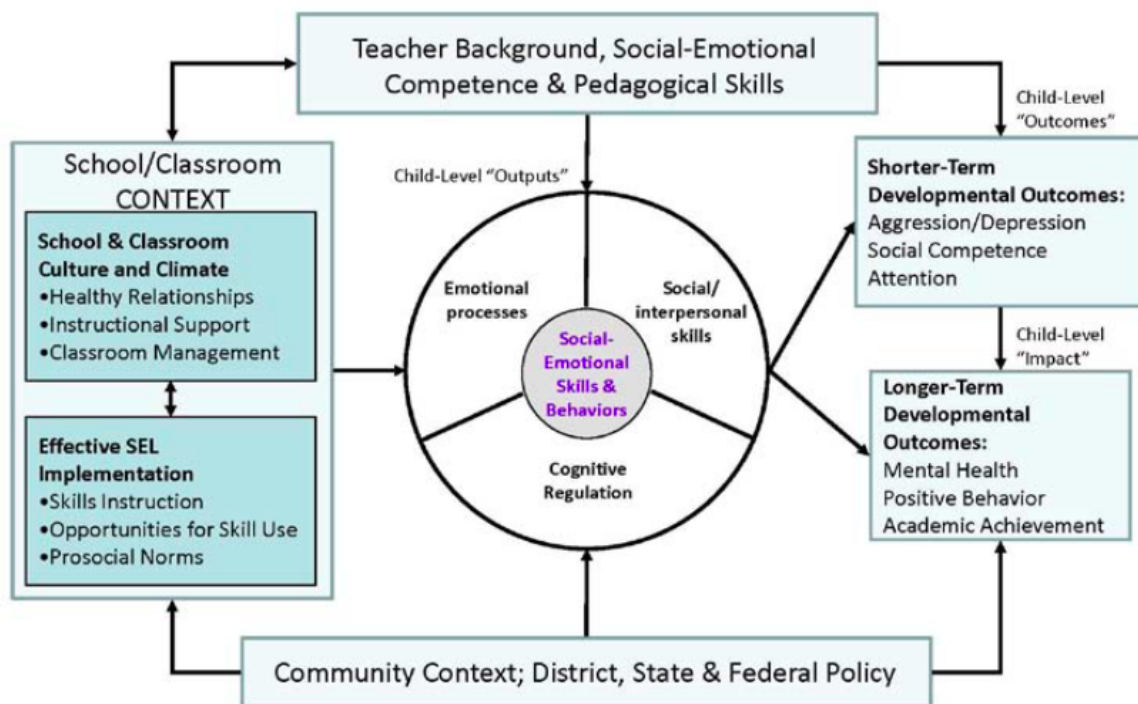 Teacher Background, Social-Emotional
Competence & Pedagogical Skills
Child-Level
"Outcomes"
School/Classroom
CONTEXT
School & Classroom
Culture and Climate
•Healthy Relationships
•Instructional Support
•Classroom Management
Effective SEL
Implementation
•Skills Instruction
•Opportunities for Skill Use
•Prosocial Norms
Child-Level "Outputs"
Emotional
processes
Social/
interpersonal
skills
Social-
Emotional
Skills &
Behaviors
Cognitive
Regulation
Shorter-Term
Developmental Outcomes:
Aggression/Depression
Social Competence
Attention
Child-Level
"Impact"
Longer-Term
Developmental
Outcomes:
Mental Health
Positive Behavior
Academic Achievement
Community Context; District, State & Federal Policy